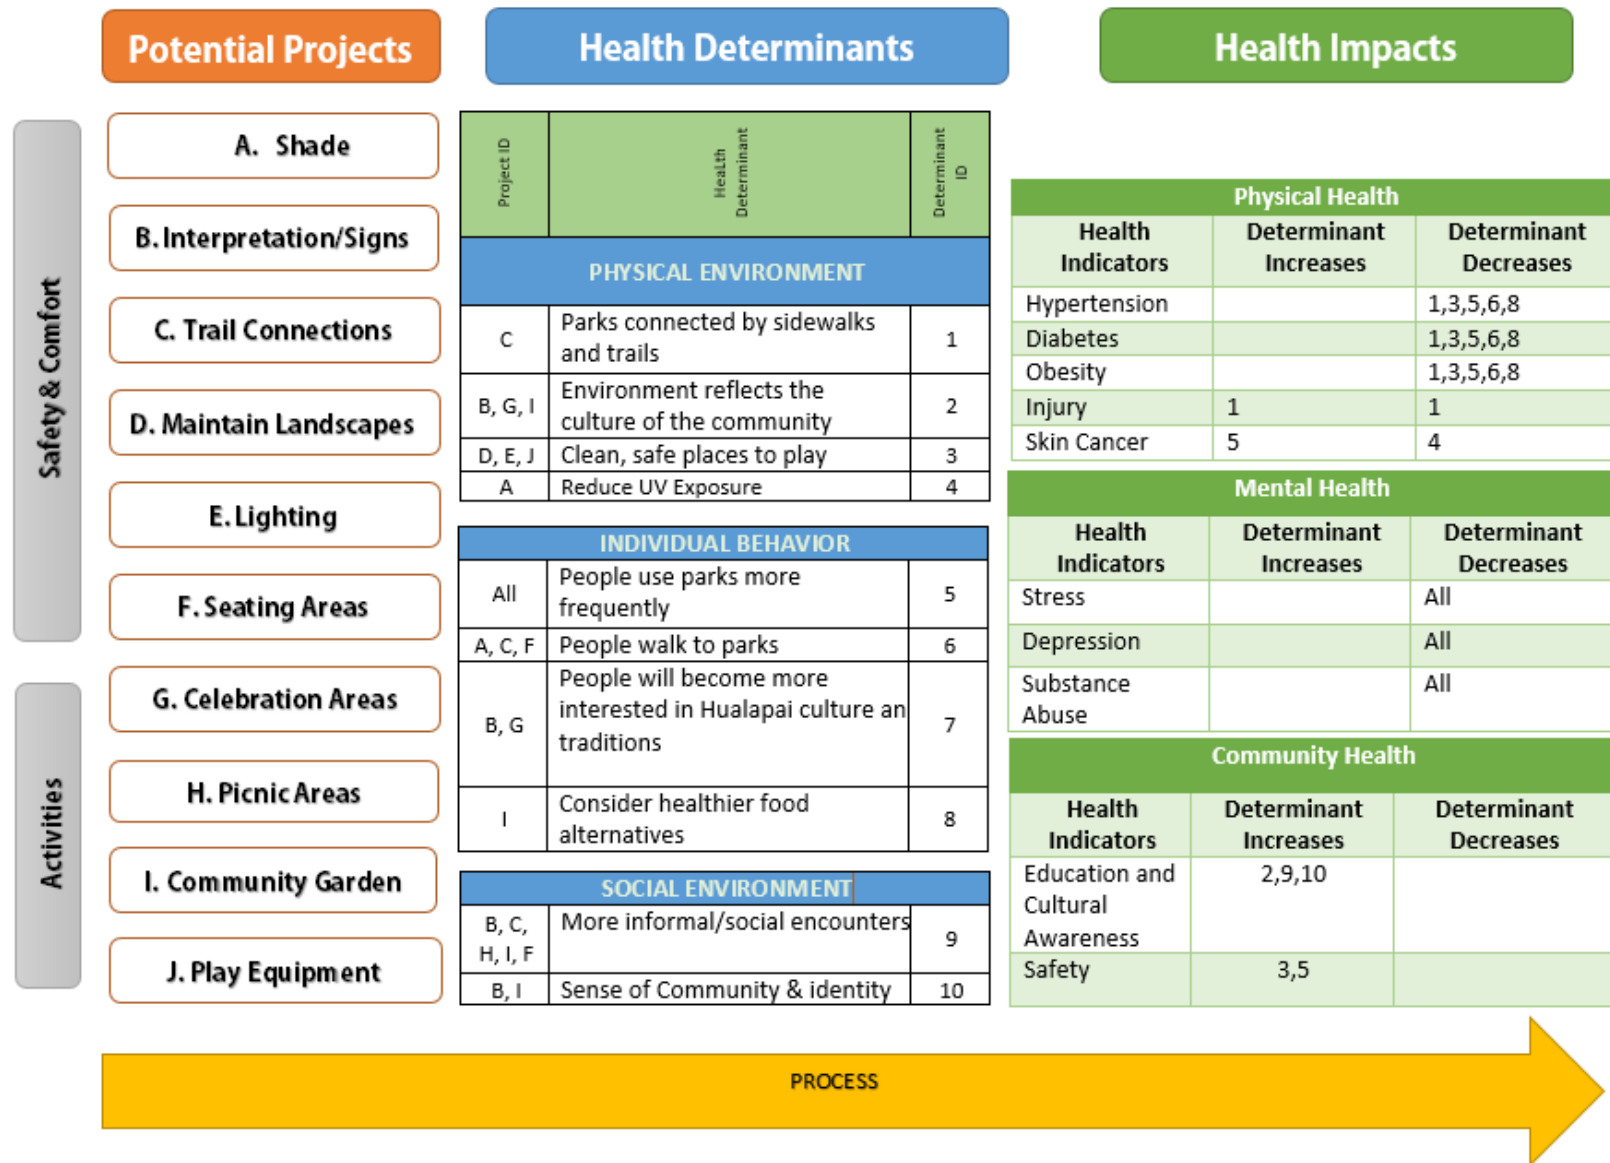 Potential Projects
Health Determinants
Health Impacts
Safety & Comfort
Activities
A. Shade
B. Interpretation/Signs
C. Trail Connections
D. Maintain Landscapes
E. Lighting
F. Seating Areas
G. Celebration Areas
H. Picnic Areas
I. Community Garden
J. Play Equipment
Project ID
HeaLth
Determinant
Determinant
ID
PHYSICAL ENVIRONMENT
C
Parks connected by sidewalks
and trails
1
B, G, I
Environment reflects the
culture of the community
2
D, E, J
Clean, safe places to play
3
A
Reduce UV Exposure
4
INDIVIDUAL BEHAVIOR
All
People use parks more
frequently
5
A, C, F
People walk to parks
6
B, G
People will become more
interested in Hualapai culture an
traditions
7
I
Consider healthier food
alternatives
8
SOCIAL ENVIRONMENT
B, C,
H, I, F
More informal/social encounters
9
B, I
Sense of Community & identity
10
Physical Health
Health
Indicators
Determinant
Increases
Determinant
Decreases
Hypertension
1,3,5,6,8
Diabetes
1,3,5,6,8
Obesity
1,3,5,6,8
Injury
1
1
Skin Cancer
5
4
Mental Health
Health
Indicators
Determinant
Increases
Determinant
Decreases
Stress
All
Depression
All
Substance
Abuse
All
Community Health
Health
Indicators
Determinant
Increases
Determinant
Decreases
Education and
Cultural
Awareness
2,9,10
Safety
3,5
PROCESS